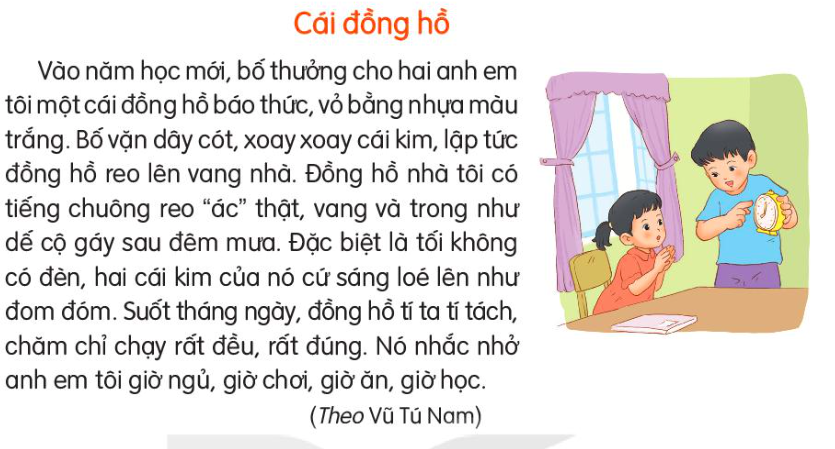 Cái đồng hồ
Vào năm học mới, bố thưởng cho hai anh em
tôi một cái đồng hồ báo thức, vỏ bằng nhựa màu
trắng. Bố vặn dây cót, xoay xoay cái kim, lập tức
đồng hồ reo lên vang nhà. Đồng hồ nhà tôi có
tiếng chuông reo “ác” thật, vang và trong như
dế cộ gáy sau đêm mưa. Đặc biệt là tối không
có đèn, hai cái kim của nó cứ sáng loé lên như
đom đóm. Suốt tháng ngày, đồng hồ tí ta tí tách,
chăm chỉ chạy rất đều, rất đúng. Nó nhắc nhở
anh em tôi giờ ngủ, giờ chơi, giờ ăn, giờ học.
(Theo Vũ Tú Nam)